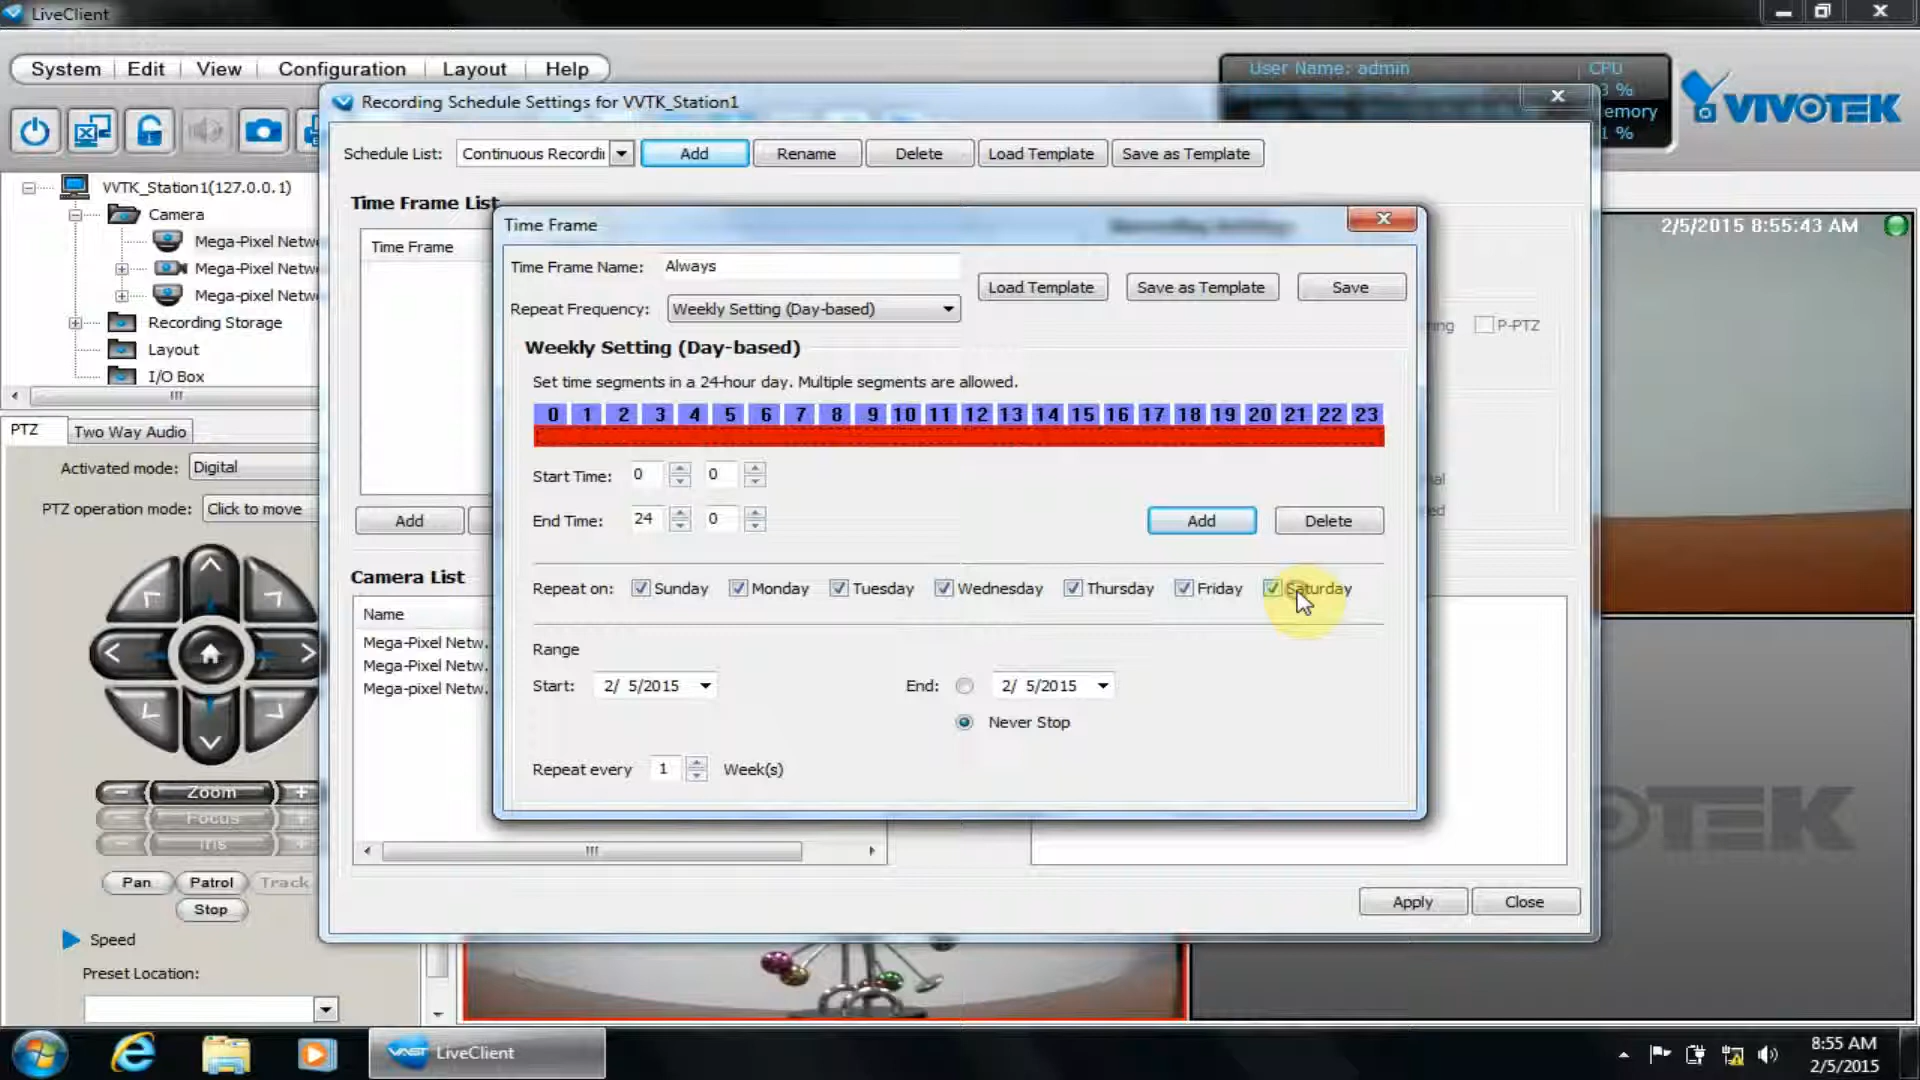 LiveClient
System Edit View Configuration Layout Help
User Name: admin CPU
3 %
emory
1 %
VIVOTEK
Recording Schedule Settings for VVTK_Station1
Schedule List: Continuous Recordi Add Rename Delete Load Template Save as Template
VVTK_Station1(127.0.0.1)
Camera
Mega-Pixel Netw
Mega-Pixel Netw
Mega-pixel Netw
Recording Storage
Layout
I/O Box
Time Frame List
Time Frame
Add
Camera List
Name
Mega-Pixel Netw.
Mega-Pixel Netw.
Mega-pixel Netw.
Time Frame
Time Frame Name: Always
Load Template Save as Template Save
Repeat Frequency: Weekly Setting (Day-based)
Weekly Setting (Day-based)
Set time segments in a 24-hour day. Multiple segments are allowed.
0 1 2 3 4 5 6 7 8 9 10 11 12 13 14 15 16 17 18 19 20 21 22 23
Start Time: 0 0
End Time: 24 0
Add Delete
Repeat on: Sunday Monday Tuesday Wednesday Thursday Friday Saturday
Range
Start: 2/ 5/2015 End: 2/ 5/2015
Never Stop
Repeat every 1 Week(s)
P-PTZ
Apply Close
2/5/2015 8:55:43 AM
PTZ Two Way Audio
Activated mode: Digital
PTZ operation mode: Click to move
Zoom
Focus
Iris
Pan Patrol Track
Stop
Speed
Preset Location:
OTEK
VAST LiveClient
8:55 AM
2/5/2015